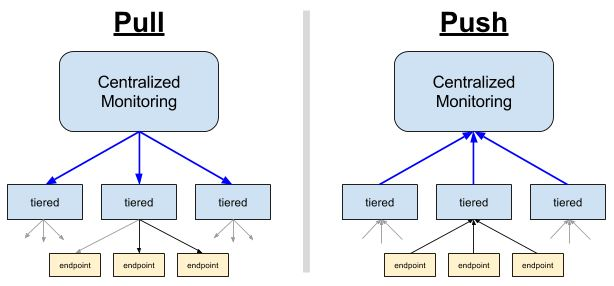 Pull
Push
Centralized
Monitoring
Centralized
Monitoring
tiered
tiered
tiered
tiered
tiered
tiered
endpoint
endpoint
endpoint
endpoint
endpoint
endpoint